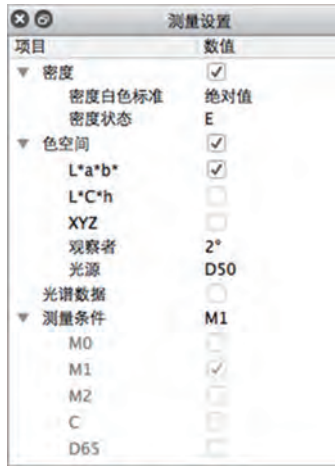 测量设置
项目 数值
密度
密度白色标准 绝对值
密度状态 E
色空间
L*a*b*
L*C*h
XYZ
观察者 2°
光源 D50
光谱数据
测量条件 M1
M0
M1
M2
C
D65